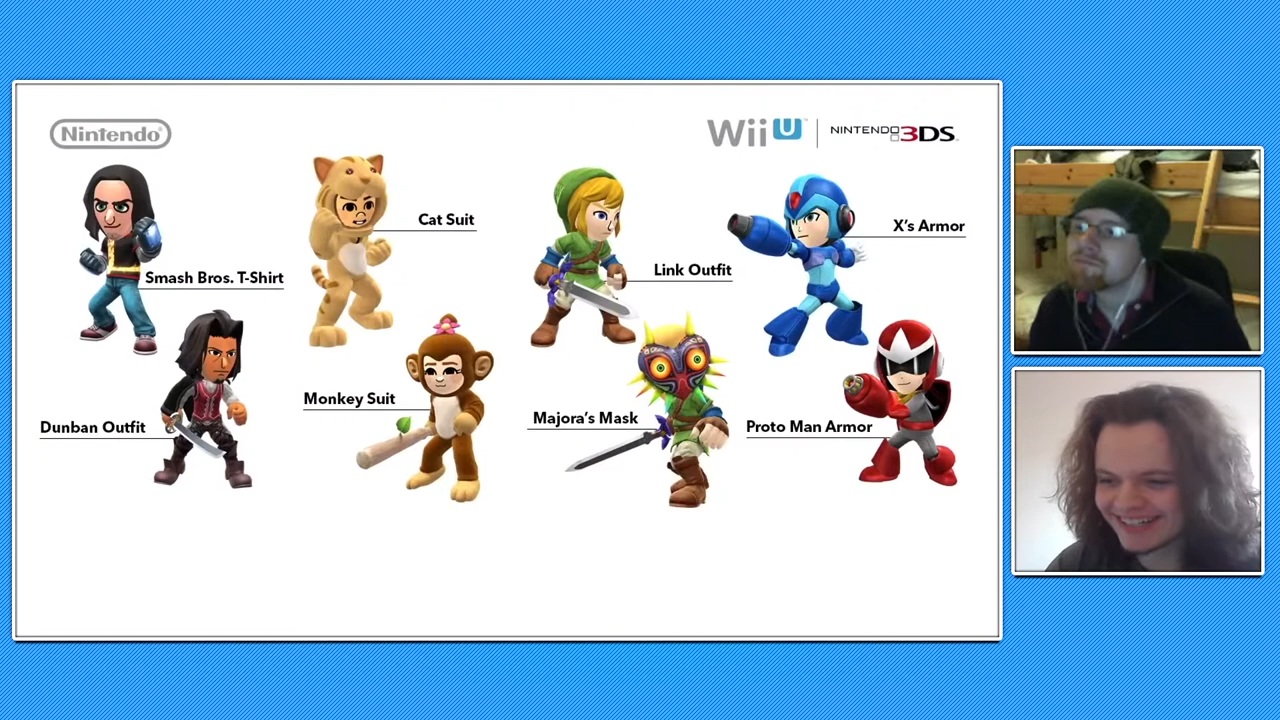 Nintendo
Wii U
NINTENDO 3DS
Cat Suit
X's Armor
Link Outfit
Smash Bros. T-Shirt
Monkey Suit
Majora's Mask
Proto Man Armor
Dunban Outfit